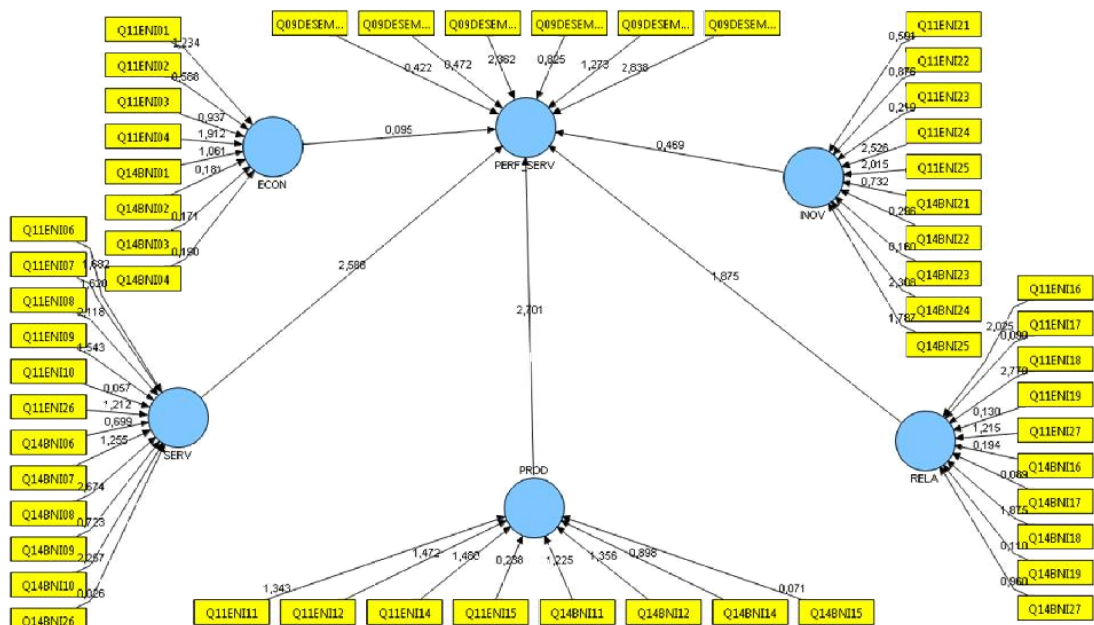 Q09DESEM... Q09DESEM... Q09DESEM... Q09DESEM... Q09DESEM... Q09DESEM...
0,422 0,472 2,362 0,825 1,273 2,838
PERF_SERV
Q11ENI01
1,234
Q11ENI02
0,568
Q11ENI03
0,937
Q11ENI04
1,912
Q14BNI01
1,061
0,181
Q14BNI02
0,171
Q14BNI03
0,190
Q14BNI04
ECON
0,095
Q11ENI21
0,591
Q11ENI22
0,876
Q11ENI23
0,219
Q11ENI24
2,526
Q11ENI25
2,015
0,732
Q14BNI21
0,286
Q14BNI22
0,160
Q14BNI23
2,308
Q14BNI24
1,787
Q14BNI25
INOV
0,469
Q11ENI06
1,682
Q11ENI07
1,620
Q11ENI08
2,118
Q11ENI09
1,543
Q11ENI10
0,057
Q11ENI26
1,212
0,699
Q14BNI06
1,255
Q14BNI07
2,674
Q14BNI08
0,723
Q14BNI09
2,267
Q14BNI10
0,026
Q14BNI26
SERV
2,586
2,701
1,875
Q11ENI16
2,025
Q11ENI17
0,099
Q11ENI18
2,779
Q11ENI19
0,130
Q11ENI27
1,215
0,194
Q14BNI16
0,089
Q14BNI17
1,875
Q14BNI18
0,110
Q14BNI19
0,960
Q14BNI27
RELA
PROD
1,343 1,472 1,460 0,238 1,225 1,356 0,898 0,071
Q11ENI11 Q11ENI12 Q11ENI14 Q11ENI15 Q14BNI11 Q14BNI12 Q14BNI14 Q14BNI15